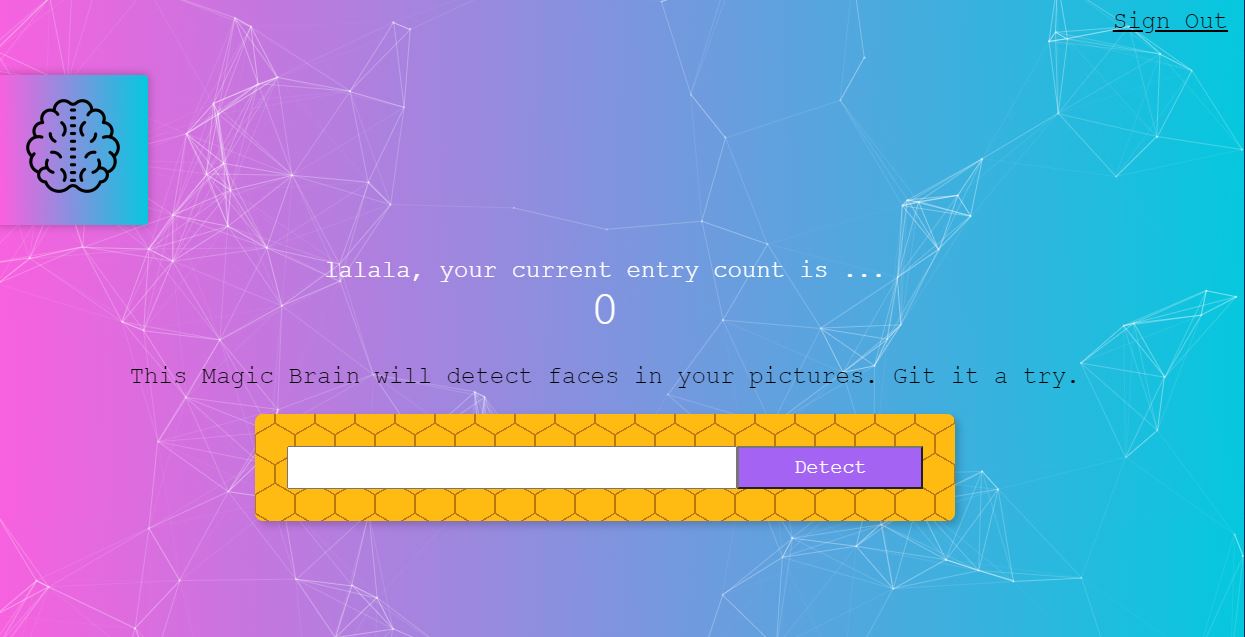 Sign Out
lalala, your current entry count is ...
0
This Magic Brain will detect faces in your pictures. Git it a try.
Detect